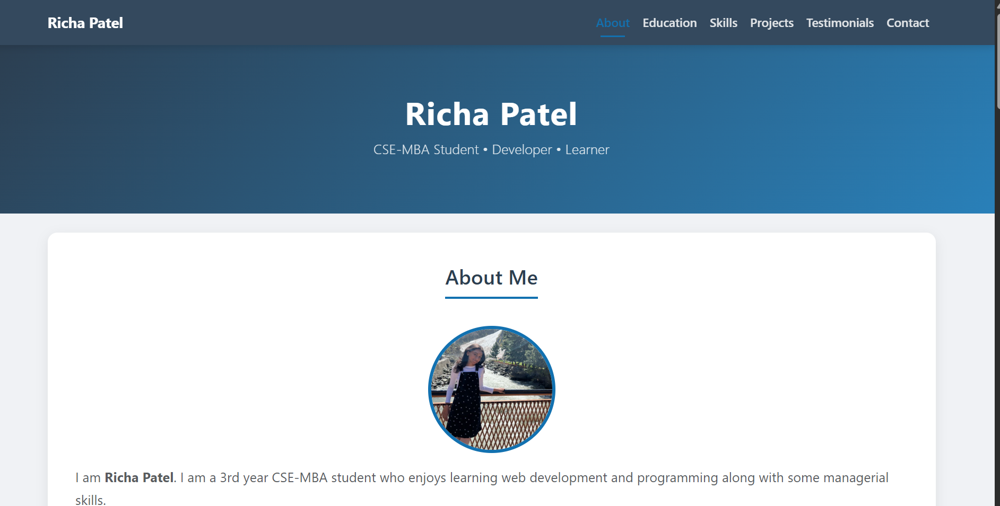 Richa Patel
About Education Skills Projects Testimonials Contact
Richa Patel
CSE-MBA Student • Developer • Learner
About Me
I am Richa Patel. I am a 3rd year CSE-MBA student who enjoys learning web development and programming along with some managerial
skills.